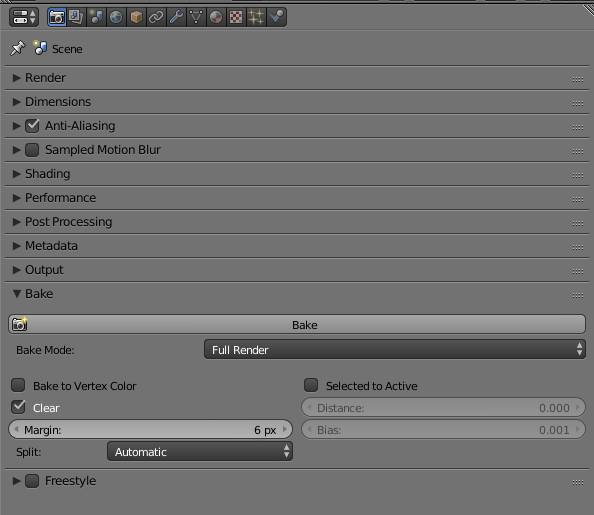 Scene
Render
Dimensions
Anti-Aliasing
Sampled Motion Blur
Shading
Performance
Post Processing
Metadata
Output
Bake
Bake
Bake Mode: Full Render
Bake to Vertex Color Selected to Active
Clear Distance: 0.000
Margin: 6 px Bias: 0.001
Split: Automatic
Freestyle